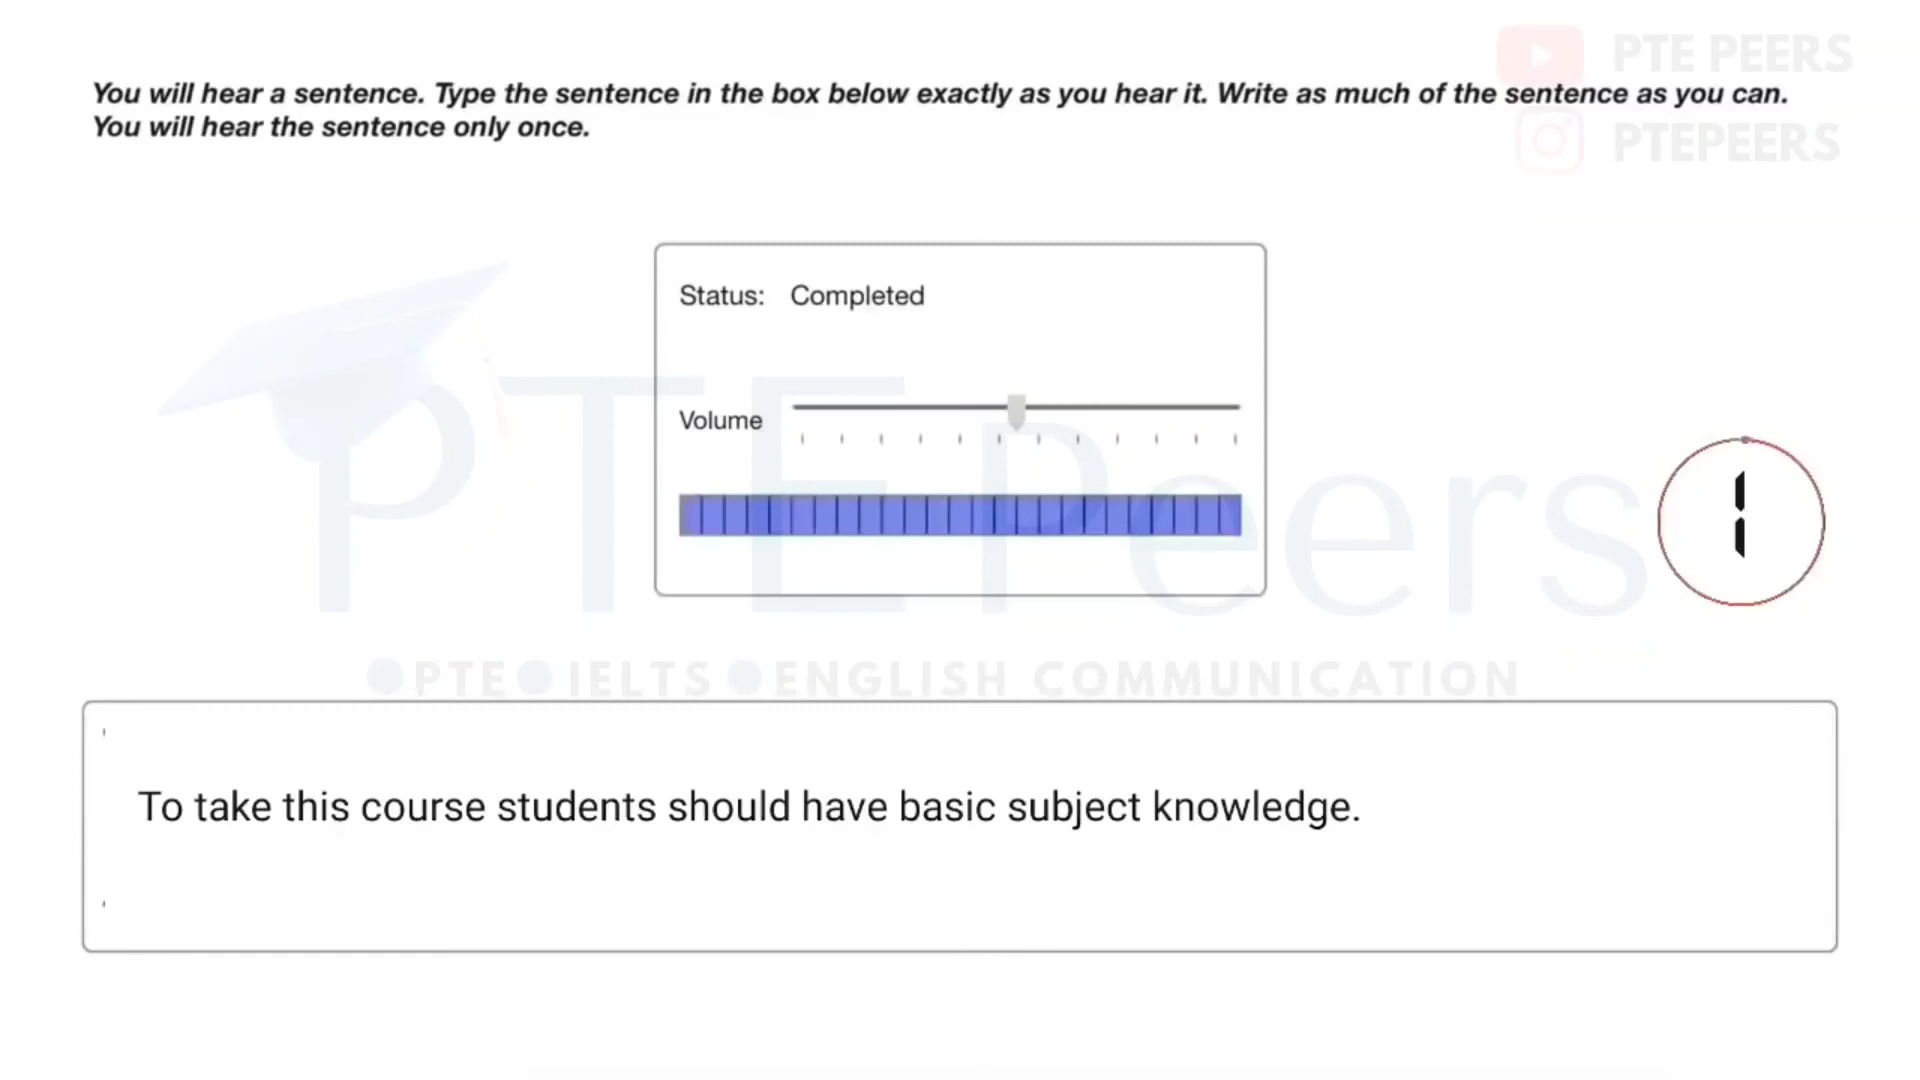 PTE PEERS
You will hear a sentence. Type the sentence in the box below exactly as you hear it. Write as much of the sentence as you can.
You will hear the sentence only once.
PTEPEERS
Status: Completed
Volume
PTE Peers
1
PTE IELTS ENGLISH COMMUNICATION
To take this course students should have basic subject knowledge.